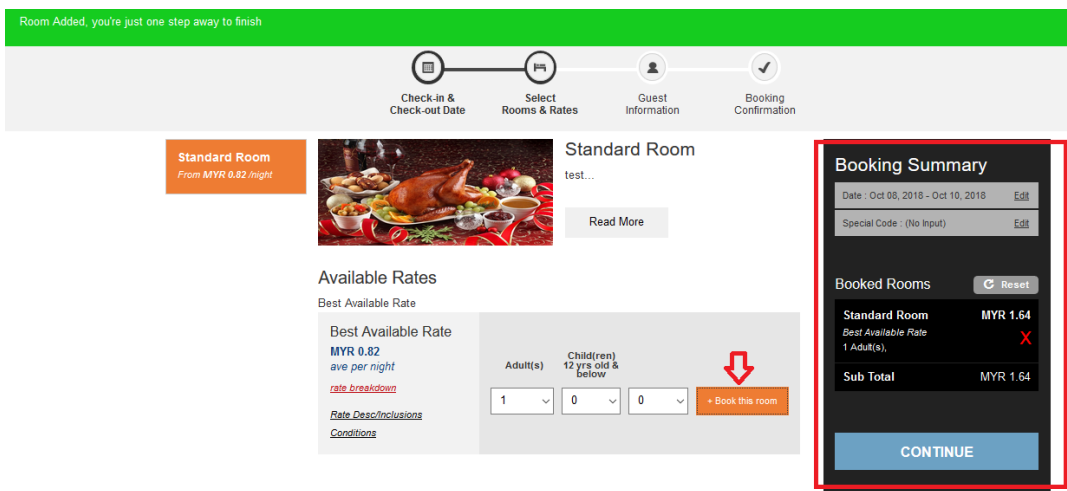 Room Added, you're just one step away to finish
Check-in &
Check-out Date
Select
Rooms & Rates
Guest
Information
Booking
Confirmation
Standard Room
From MYR 0.82 /night
Standard Room
test...
Read More
Available Rates
Best Available Rate
Best Available Rate
MYR 0.82
ave per night
rate breakdown
Rate Desc/Inclusions
Conditions
Adult(s)
Child(ren)
12 yrs old &
below
1
0
0
+ Book this room
Booking Summary
Date : Oct 08, 2018 - Oct 10, 2018 Edit
Special Code : (No Input) Edit
Booked Rooms Reset
Standard Room MYR 1.64
Best Available Rate
X
1 Adult(s),
Sub Total MYR 1.64
CONTINUE